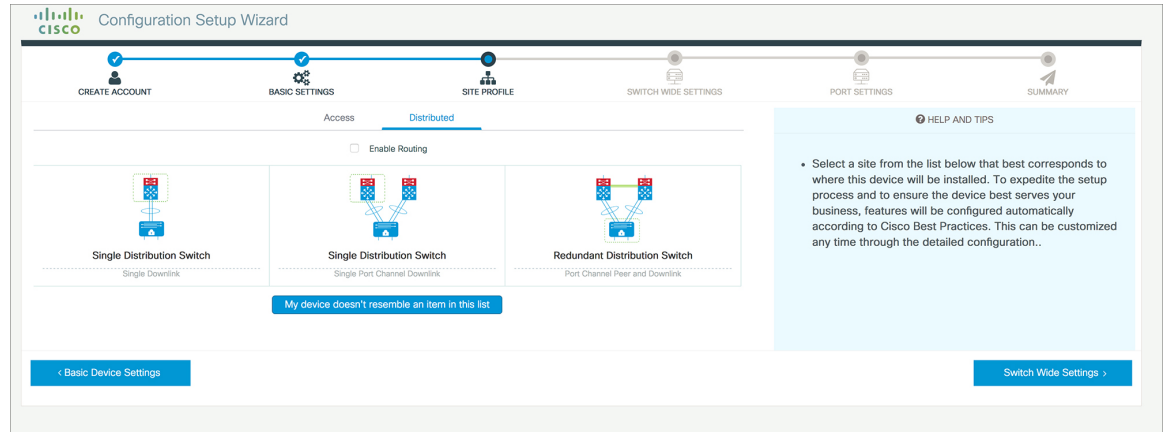 CISCO
Configuration Setup Wizard
CREATE ACCOUNT
BASIC SETTINGS
SITE PROFILE
SWITCH WIDE SETTINGS
PORT SETTINGS
SUMMARY
Access
Distributed
Enable Routing
Single Distribution Switch
Single Downlink
Single Distribution Switch
Single Port Channel Downlink
Redundant Distribution Switch
Port Channel Peer and Downlink
My device doesn't resemble an item in this list
HELP AND TIPS
• Select a site from the list below that best corresponds to
where this device will be installed. To expedite the setup
process and to ensure the device best serves your
business, features will be configured automatically
according to Cisco Best Practices. This can be customized
any time through the detailed configuration..
< Basic Device Settings
Switch Wide Settings >